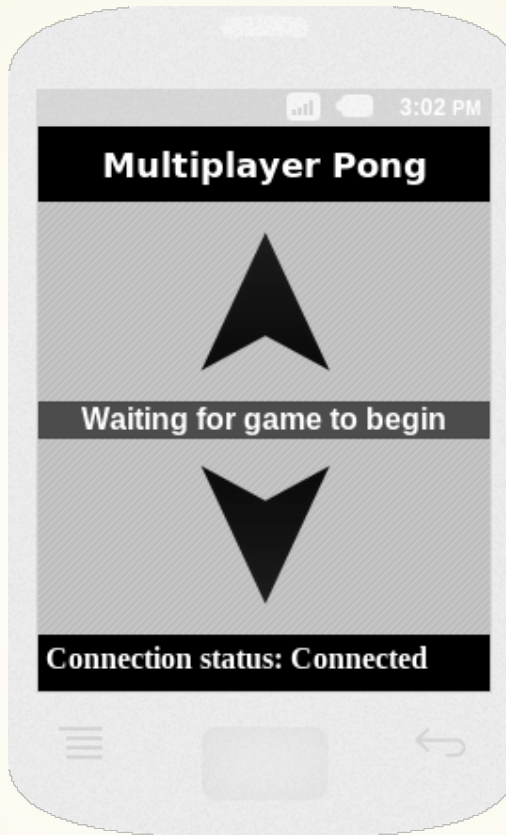 3:02 PM
Multiplayer Pong
Waiting for game to begin
Connection status: Connected